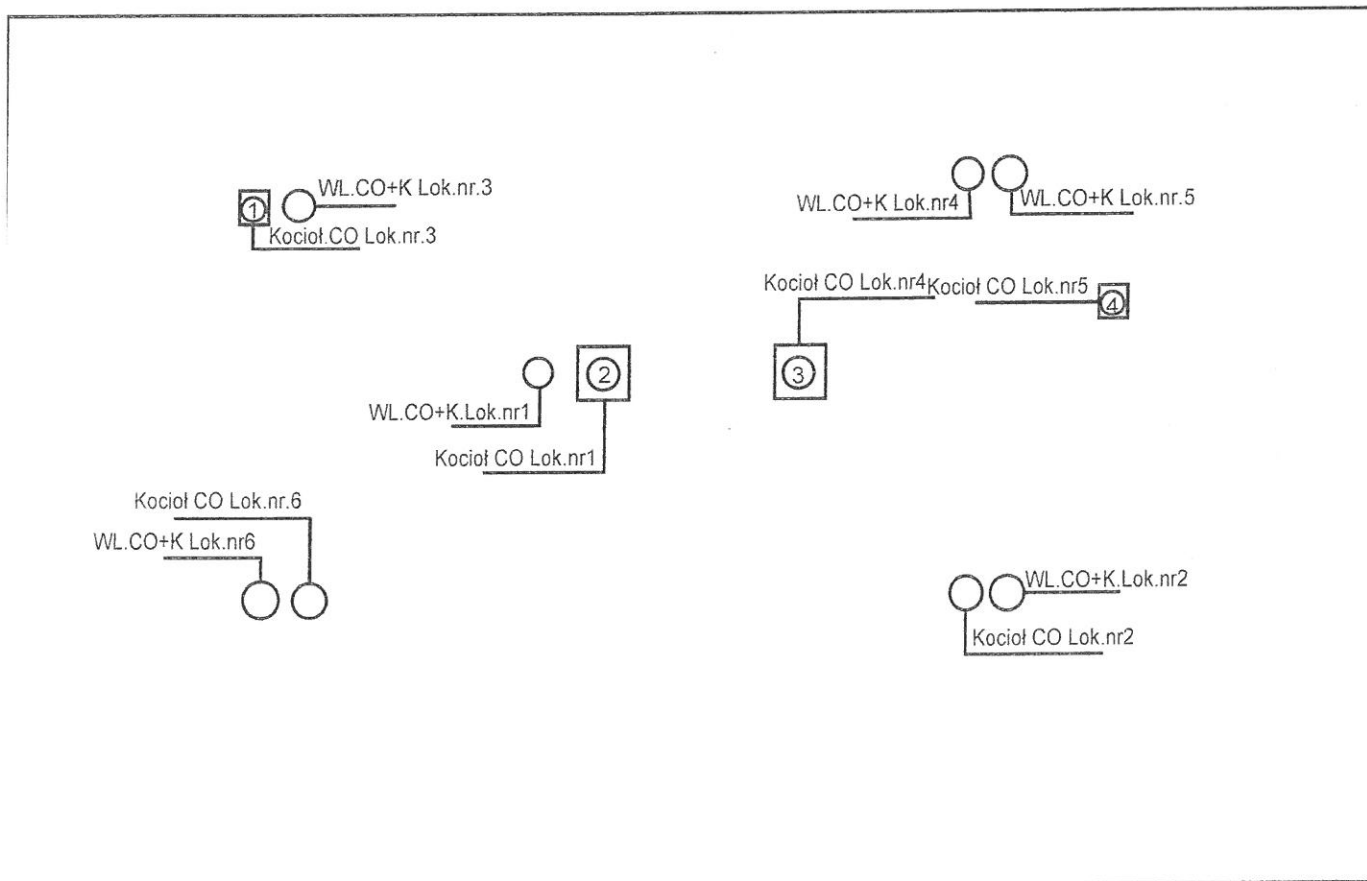 WL.CO+K Lok.nr.3
1
Kocioł.CO Lok.nr.3
WL.CO+K Lok.nr4
WL.CO+K Lok.nr.5
Kocioł CO Lok.nr4
Kocioł CO Lok.nr5
4
2
3
WL.CO+K.Lok.nr1
Kocioł CO Lok.nr1
Kocioł CO Lok.nr.6
WL.CO+K Lok.nr6
WL.CO+K.Lok.nr2
Kocioł CO Lok.nr2